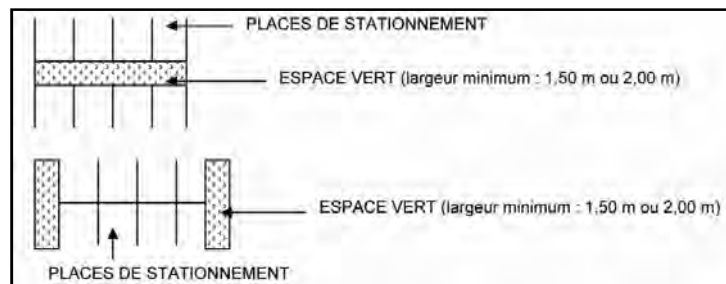 PLACES DE STATIONNEMENT
ESPACE VERT (largeur minimum : 1,50 m ou 2,00 m)
ESPACE VERT (largeur minimum : 1,50 m ou 2,00 m)
PLACES DE STATIONNEMENT